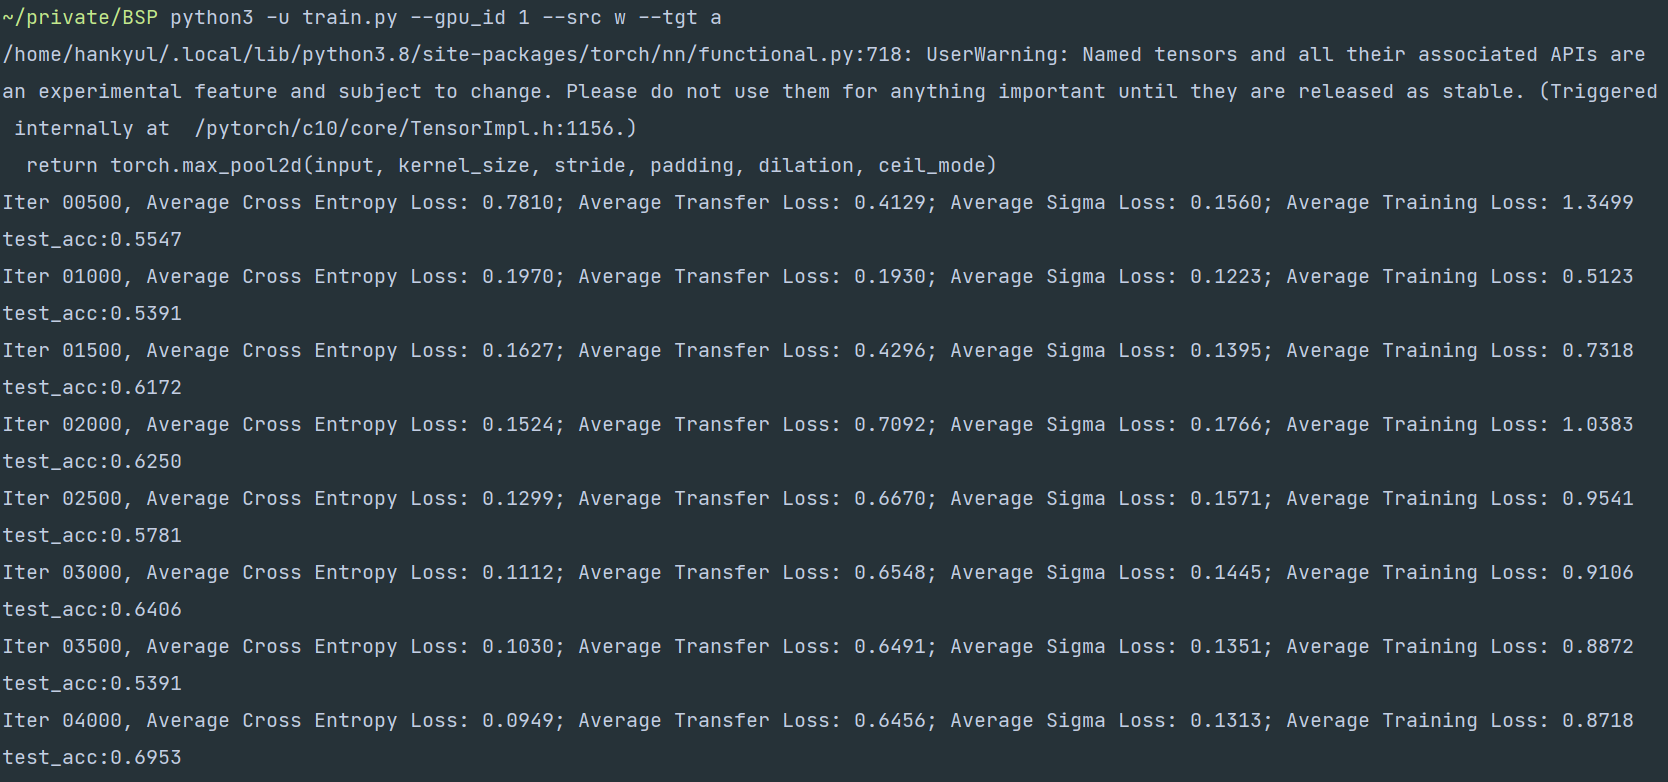 ~/private/BSP python3 -u train.py --gpu_id 1 --src w --tgt a
/home/hankyul/.local/lib/python3.8/site-packages/torch/nn/functional.py:718: UserWarning: Named tensors and all their associated APIs are
an experimental feature and subject to change. Please do not use them for anything important until they are released as stable. (Triggered
 internally at  /pytorch/c10/core/TensorImpl.h:1156.)
  return torch.max_pool2d(input, kernel_size, stride, padding, dilation, ceil_mode)
Iter 00500, Average Cross Entropy Loss: 0.7810; Average Transfer Loss: 0.4129; Average Sigma Loss: 0.1560; Average Training Loss: 1.3499
test_acc:0.5547
Iter 01000, Average Cross Entropy Loss: 0.1970; Average Transfer Loss: 0.1930; Average Sigma Loss: 0.1223; Average Training Loss: 0.5123
test_acc:0.5391
Iter 01500, Average Cross Entropy Loss: 0.1627; Average Transfer Loss: 0.4296; Average Sigma Loss: 0.1395; Average Training Loss: 0.7318
test_acc:0.6172
Iter 02000, Average Cross Entropy Loss: 0.1524; Average Transfer Loss: 0.7092; Average Sigma Loss: 0.1766; Average Training Loss: 1.0383
test_acc:0.6250
Iter 02500, Average Cross Entropy Loss: 0.1299; Average Transfer Loss: 0.6670; Average Sigma Loss: 0.1571; Average Training Loss: 0.9541
test_acc:0.5781
Iter 03000, Average Cross Entropy Loss: 0.1112; Average Transfer Loss: 0.6548; Average Sigma Loss: 0.1445; Average Training Loss: 0.9106
test_acc:0.6406
Iter 03500, Average Cross Entropy Loss: 0.1030; Average Transfer Loss: 0.6491; Average Sigma Loss: 0.1351; Average Training Loss: 0.8872
test_acc:0.5391
Iter 04000, Average Cross Entropy Loss: 0.0949; Average Transfer Loss: 0.6456; Average Sigma Loss: 0.1313; Average Training Loss: 0.8718
test_acc:0.6953